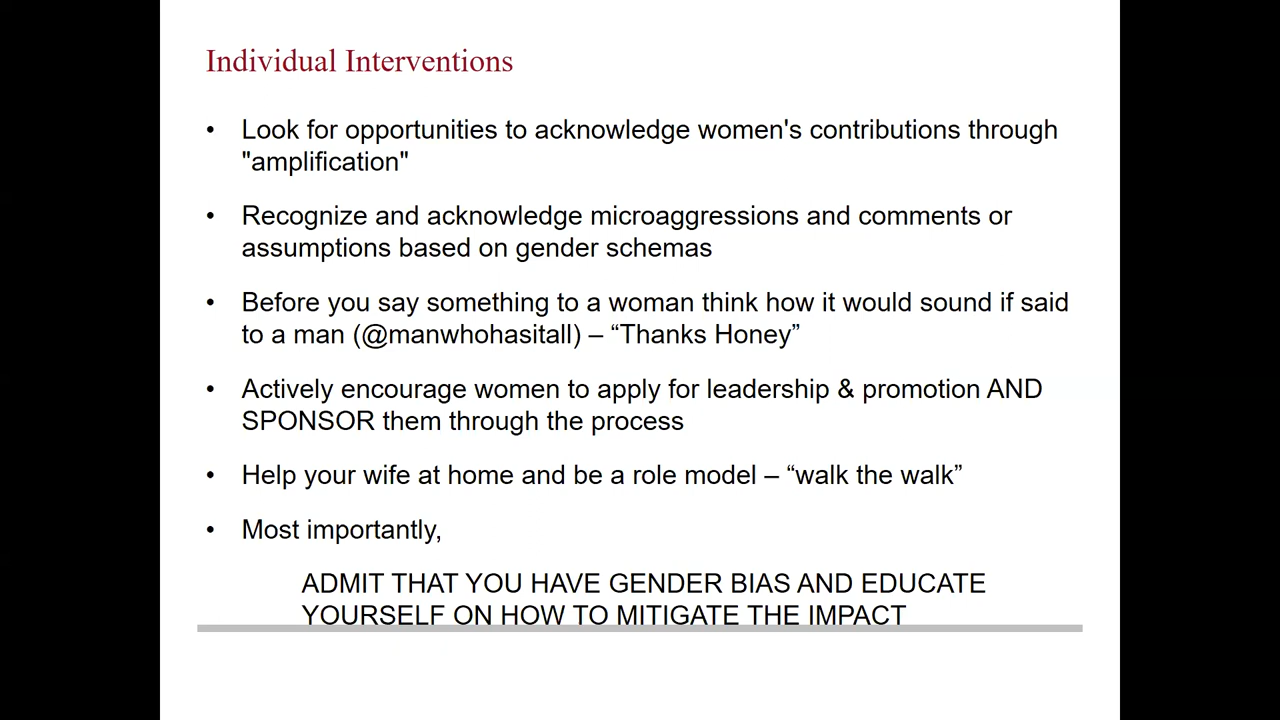 Individual Interventions
• Look for opportunities to acknowledge women's contributions through
"amplification"
• Recognize and acknowledge microaggressions and comments or
assumptions based on gender schemas
• Before you say something to a woman think how it would sound if said
to a man (@manwhohasitall) – “Thanks Honey”
• Actively encourage women to apply for leadership & promotion AND
SPONSOR them through the process
• Help your wife at home and be a role model – “walk the walk”
• Most importantly,
ADMIT THAT YOU HAVE GENDER BIAS AND EDUCATE
YOURSELF ON HOW TO MITIGATE THE IMPACT